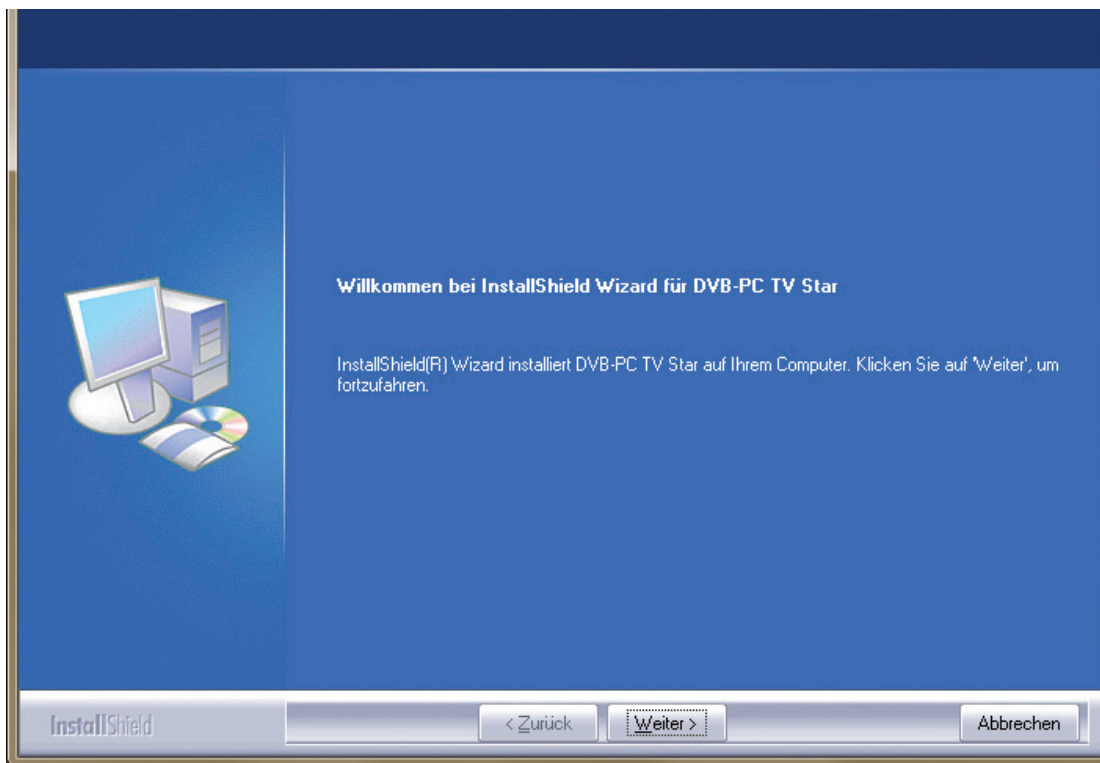 Willkommen bei InstallShield Wizard für DVB-PC TV Star
InstallShield(R) Wizard installiert DVB-PC TV Star auf Ihrem Computer. Klicken Sie auf 'Weiter', um
fortzufahren.
InstallShield
< Zurück
Weiter >
Abbrechen